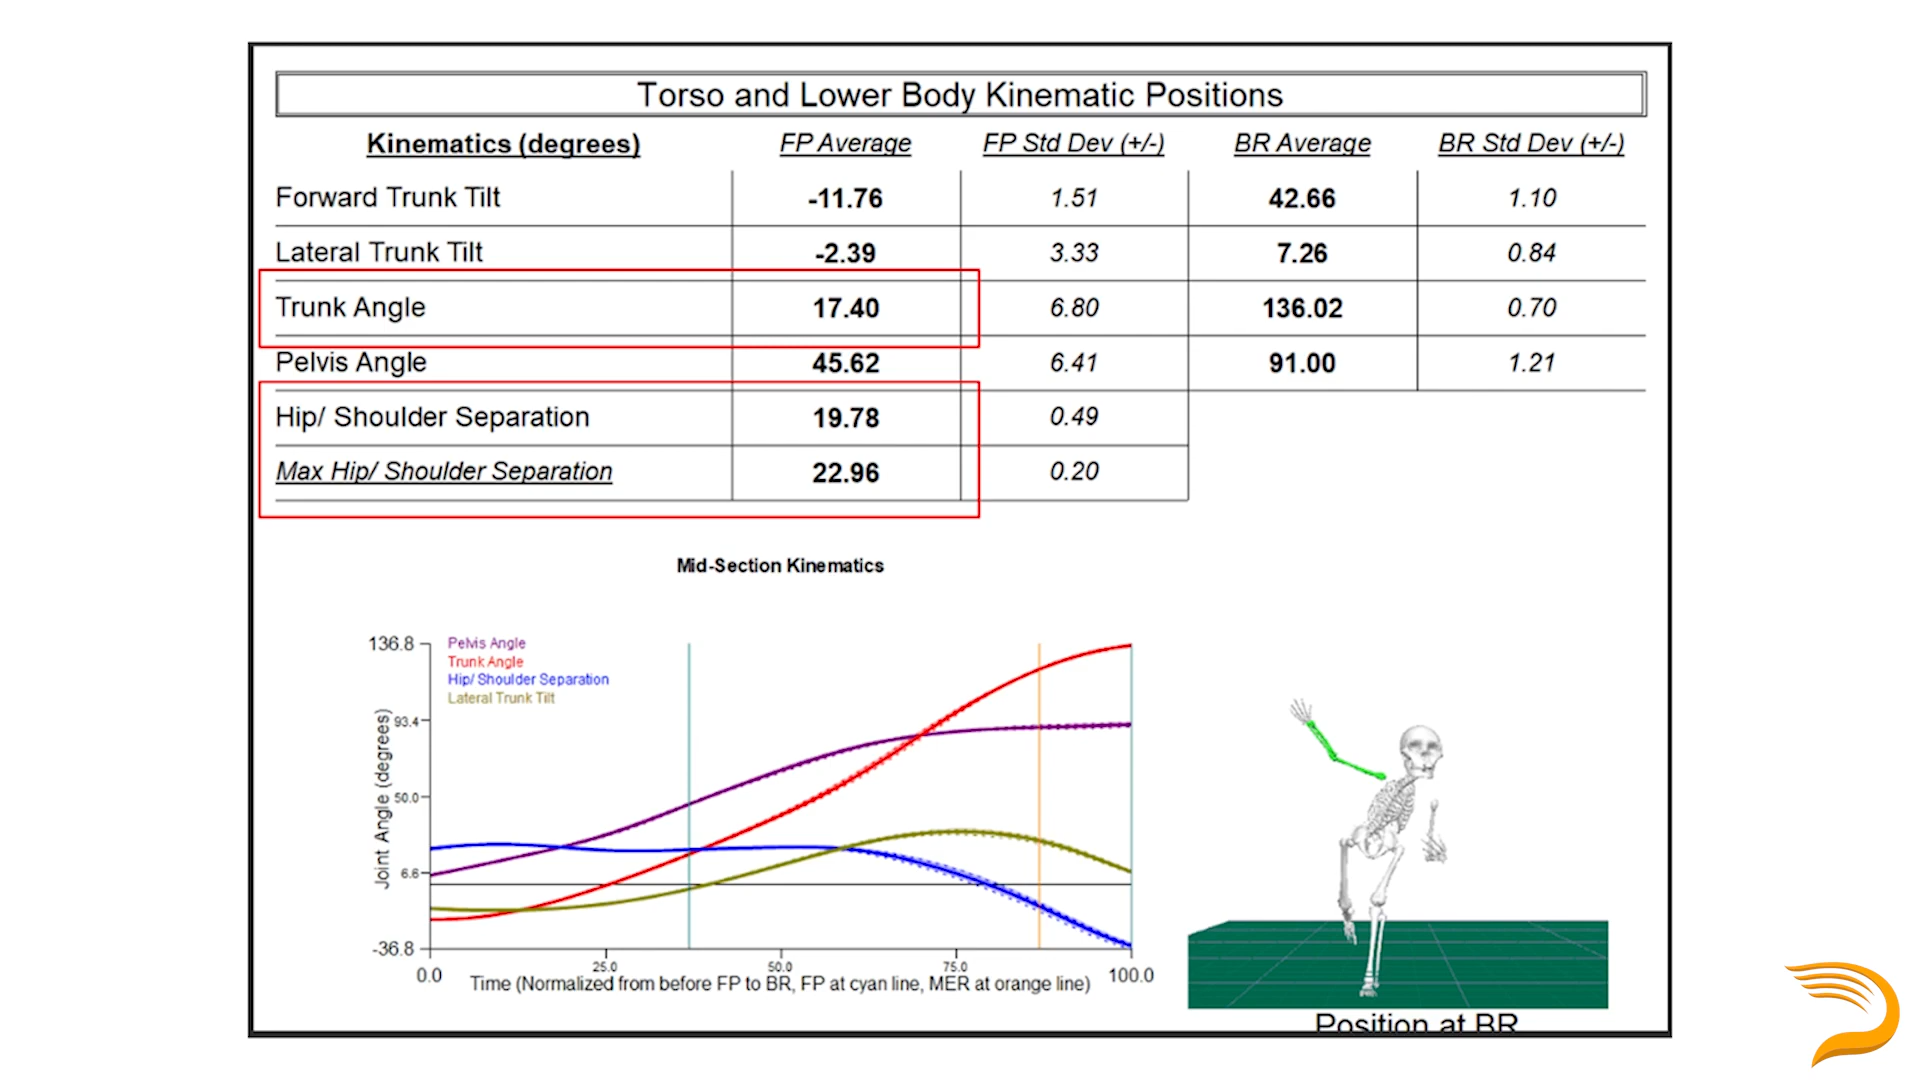 Torso and Lower Body Kinematic Positions
Kinematics (degrees) FP Average FP Std Dev (+/-) BR Average BR Std Dev (+/-)
Forward Trunk Tilt -11.76 1.51 42.66 1.10
Lateral Trunk Tilt -2.39 3.33 7.26 0.84
Trunk Angle 17.40 6.80 136.02 0.70
Pelvis Angle 45.62 6.41 91.00 1.21
Hip/ Shoulder Separation 19.78 0.49
Max Hip/ Shoulder Separation 22.96 0.20
Mid-Section Kinematics
136.8
93.4
50.0
6.6
-36.8
Joint Angle (degrees)
Pelvis Angle
Trunk Angle
Hip/ Shoulder Separation
Lateral Trunk Tilt
0.0 25.0 50.0 75.0 100.0
Time (Normalized from before FP to BR, FP at cyan line, MER at orange line)
Position at BR